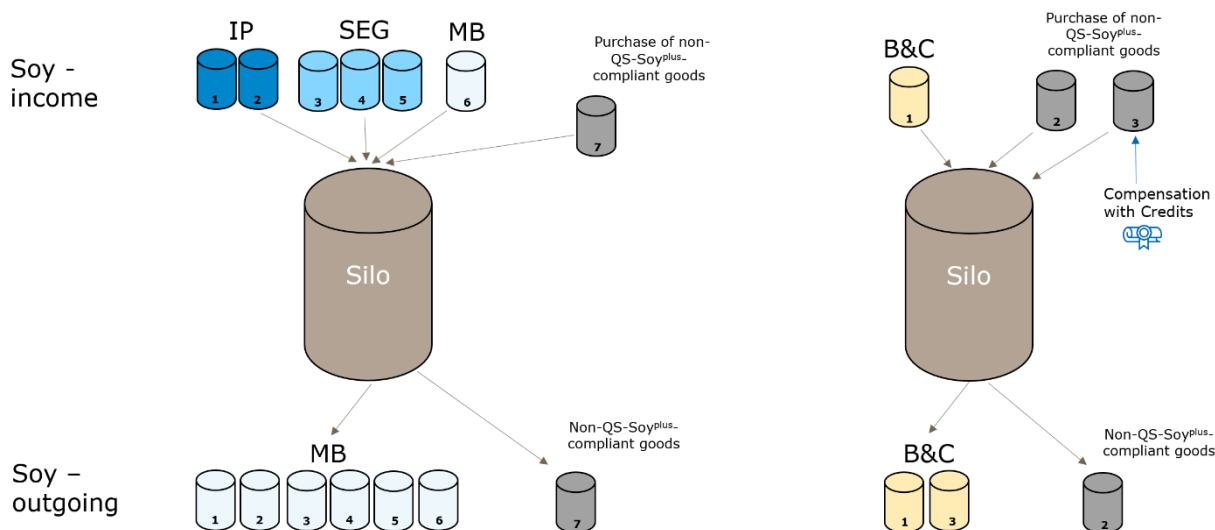 IP
SEG
MB
Purchase of non-
QS-Soyplus-
compliant goods
Soy -
income
1
2
3
4
5
6
7
B&C
Purchase of non-
QS-Soyplus-
compliant goods
1
2
3
Compensation
with Credits
Silo
Silo
MB
Non-QS-Soyplus-
compliant goods
Soy –
outgoing
1
2
3
4
5
6
7
B&C
Non-QS-Soyplus-
compliant goods
1
3
2